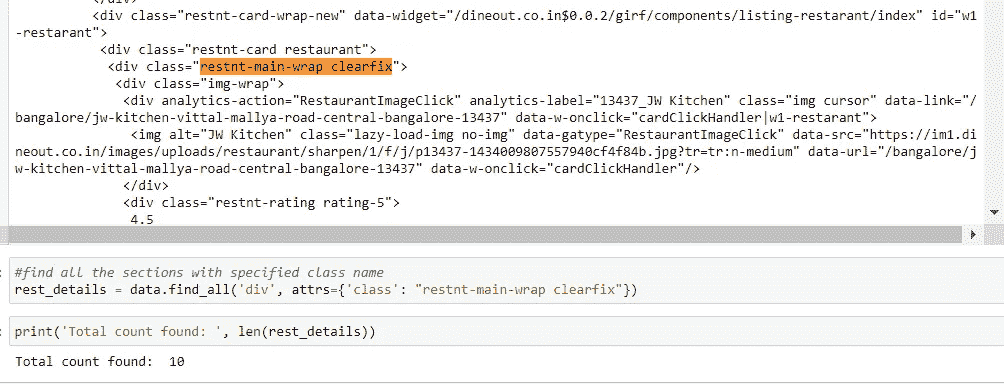 </div>
<div class="restnt-card-wrap-new" data-widget="/dineout.co.in$0.0.2/girf/components/listing-restarant/index" id="w1
-restarant">
<div class="restnt-card restaurant">
<div class="restnt-main-wrap clearfix">
<div class="img-wrap">
<div analytics-action="RestaurantImageClick" analytics-label="13437_JW Kitchen" class="img cursor" data-link="/
bangalore/jw-kitchen-vittal-mallya-road-central-bangalore-13437" data-w-onclick="cardClickHandler|w1-restarant">
<img alt="JW Kitchen" class="lazy-load-img no-img" data-gatype="RestaurantImageClick" data-src="https://im1.di
neout.co.in/images/uploads/restaurant/sharpen/1/f/j/p13437-1434009807557940cf4f84b.jpg?tr=tr:n-medium" data-url="/bangalore/j
w-kitchen-vittal-mallya-road-central-bangalore-13437" data-w-onclick="cardClickHandler"/>
</div>
<div class="restnt-rating rating-5">
4.5
#find all the sections with specified class name
rest_details = data.find_all('div', attrs={'class': "restnt-main-wrap clearfix"})
print('Total count found: ', len(rest_details))
Total count found:  10